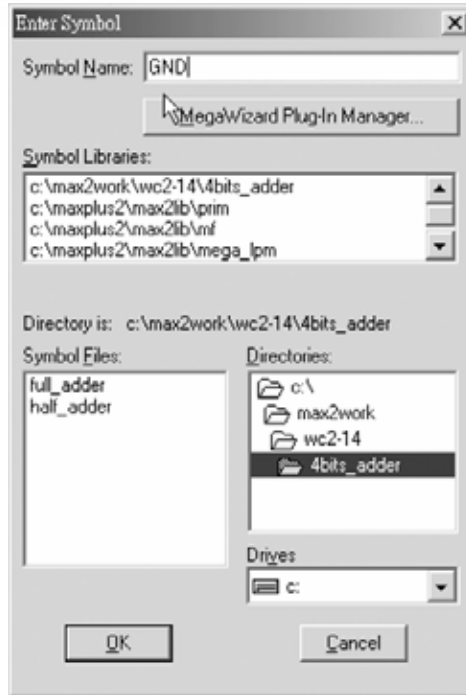 Enter Symbol
Symbol Name: GND
MegaWizard Plug-In Manager...
Symbol Libraries:
c:\max2work\wc2-14\4bits_adder
c:\maxplus2\max2lib\prim
c:\maxplus2\max2lib\mf
c:\maxplus2\max2lib\mega_lpm
Directory is: c:\max2work\wc2-14\4bits_adder
Symbol Files:
full_adder
half_adder
Directories:
c:\
max2work
wc2-14
4bits_adder
Drives
c:
OK
Cancel